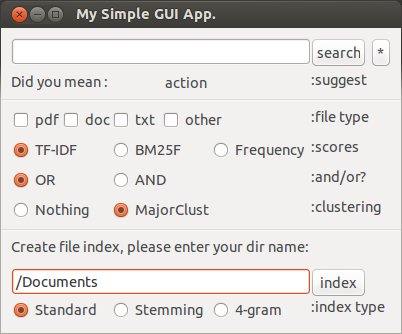 My Simple GUI App.
search *
Did you mean : action :suggest
pdf doc txt other :file type
TF-IDF BM25F Frequency :scores
OR AND :and/or?
Nothing MajorClust :clustering
Create file index, please enter your dir name:
/Documents index
Standard Stemming 4-gram :index type